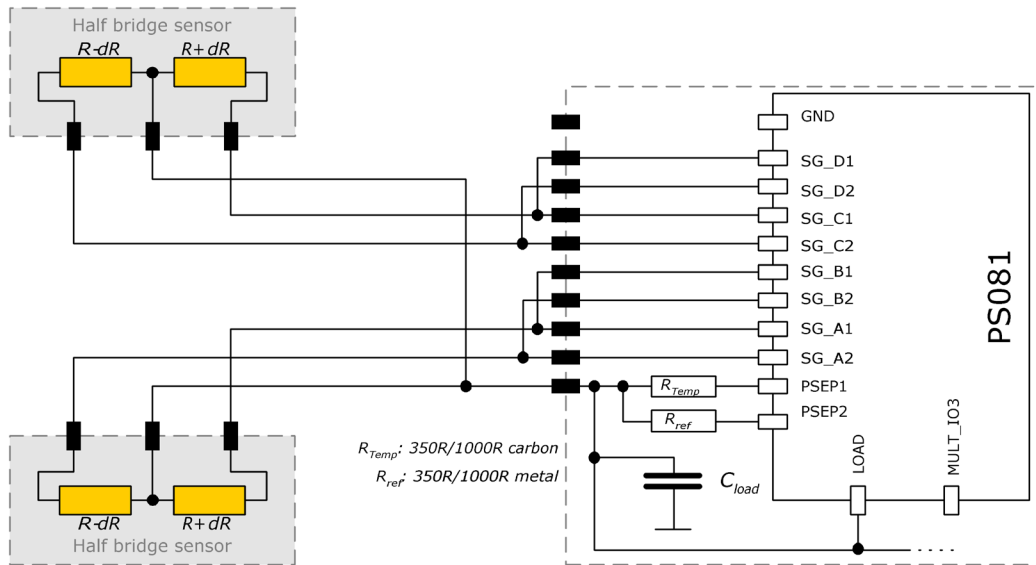 Half bridge sensor
R-dR
R+dR
GND
SG_D1
SG_D2
SG_C1
SG_C2
SG_B1
SG_B2
SG_A1
SG_A2
PSEP1
PSEP2
PS081
RTemp
Rref
RTemp: 350R/1000R carbon
Rref: 350R/1000R metal
Cload
LOAD
MULT_IO3
R-dR
R+dR
Half bridge sensor